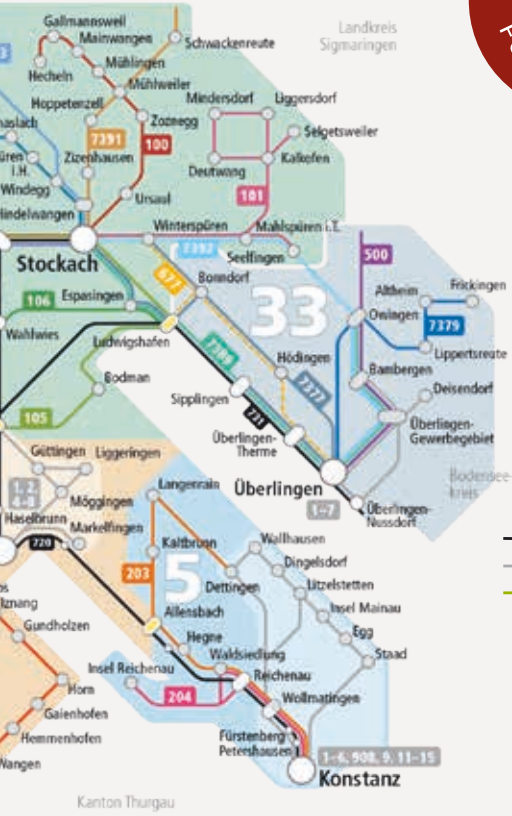 Gallmannsweil
Mainwangen
Schwackenreute
Landkreis
Sigmaringen
Hecheln
Mühlingen
Mühlweiler
Hoppetenzell
Mindersdorf
Liggersdorf
Zoznegg
Selgetsweiler
7391
100
Zizenhausen
Deutwang
Kalkofen
i.H.
Windegg
Ursaul
101
Hindelwangen
Winterspüren
Mahlspüren i.T.
7392
Seelfingen
500
Stockach
677
Bonndorf
33
Altheim
Frickingen
106
Espasingen
Owingen
7379
Wahlwies
Ludwigshafen
Lippertsreute
Hödingen
Bodman
7377
Bambergen
Deisendorf
Sipplingen
731
105
Überlingen-
Therme
Überlingen-
Gewerbegebiet
Güttingen
Liggeringen
Langenrain
Überlingen
Bodensee-
kreis
1–7
Überlingen-
Nussdorf
Möggingen
Haselbrunn
Markelfingen
720
Kaltbrunn
Wallhausen
203
5
Dingelsdorf
Dettingen
Litzelstetten
Allensbach
Insel Mainau
Gundholzen
Hegne
Egg
Waldsiedlung
Staad
Insel Reichenau
Reichenau
Horn
204
Wollmatingen
Gaienhofen
Hemmenhofen
Fürstenberg
Petershausen
1–6, 908, 9, 11–15
Wangen
Konstanz
Kanton Thurgau